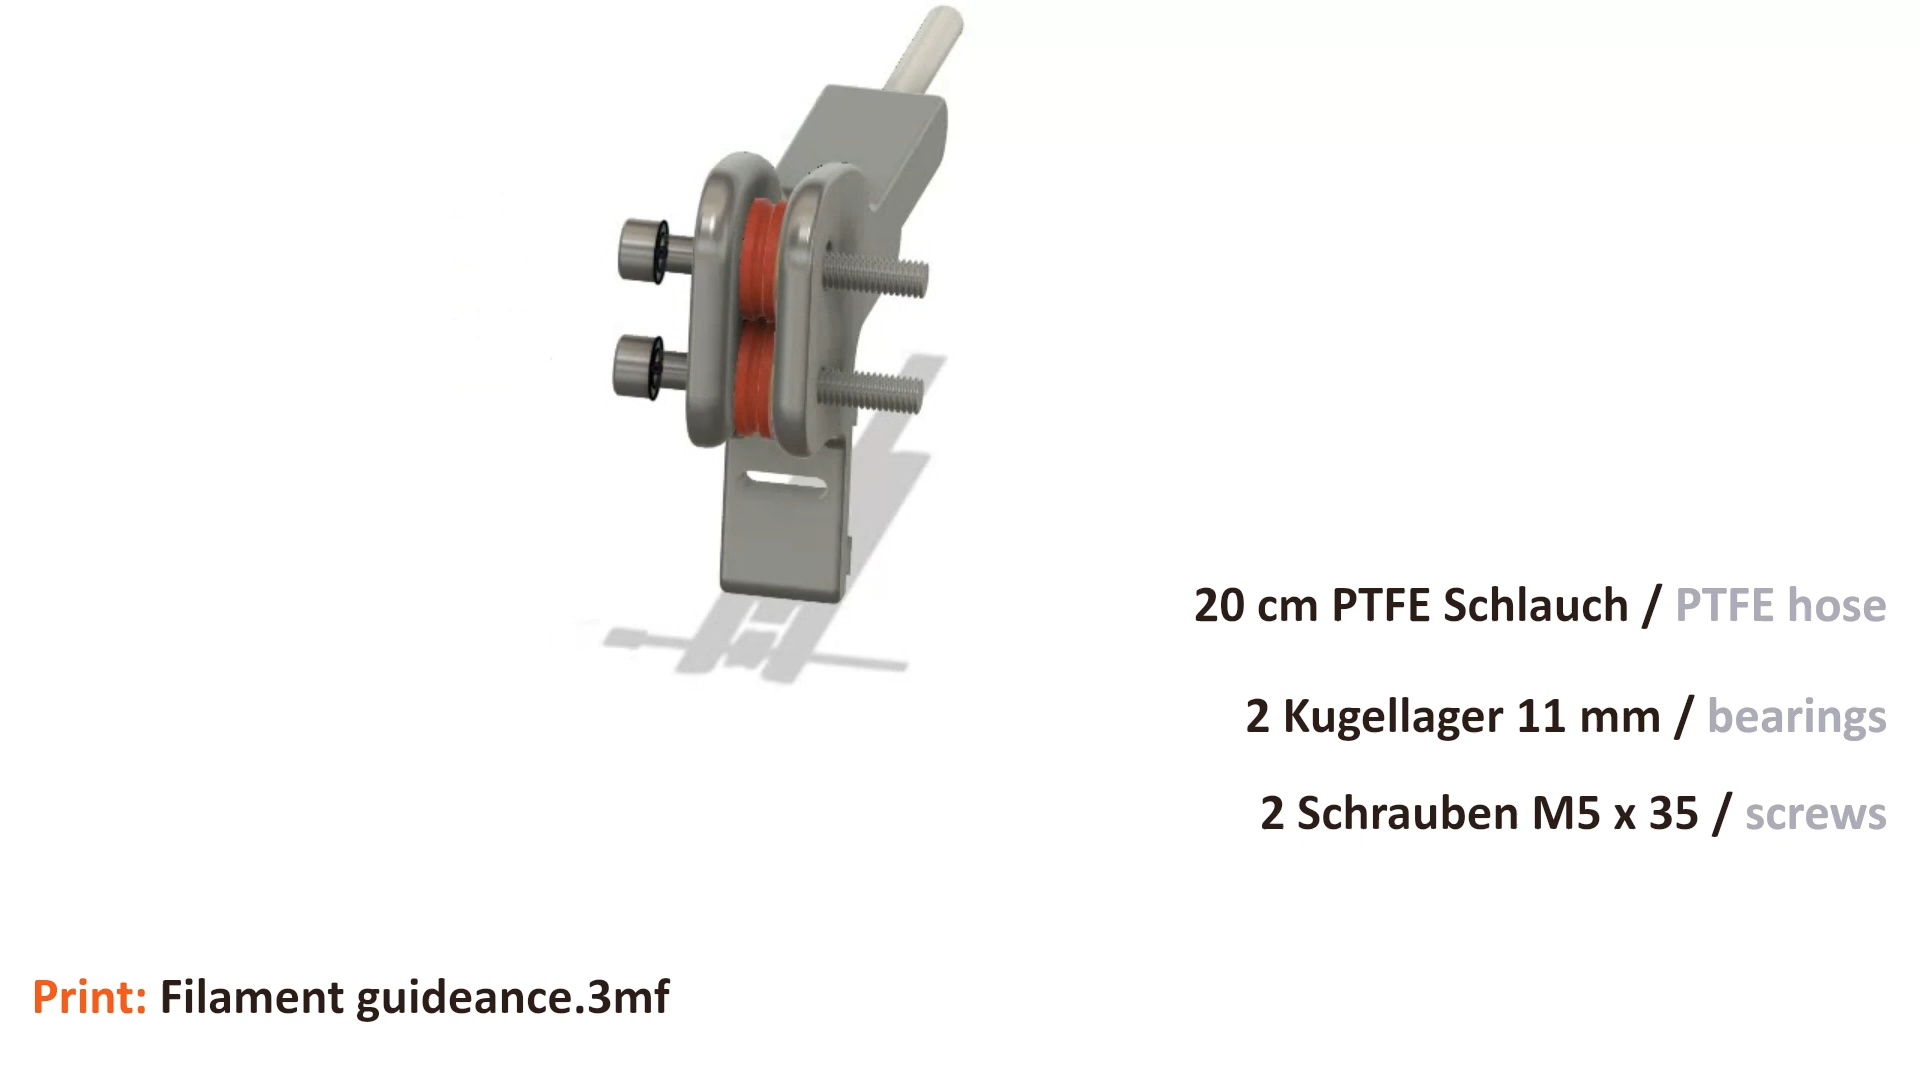 20 cm PTFE Schlauch / PTFE hose
2 Kugellager 11 mm / bearings
2 Schrauben M5 x 35 / screws
Print: Filament guideance.3mf